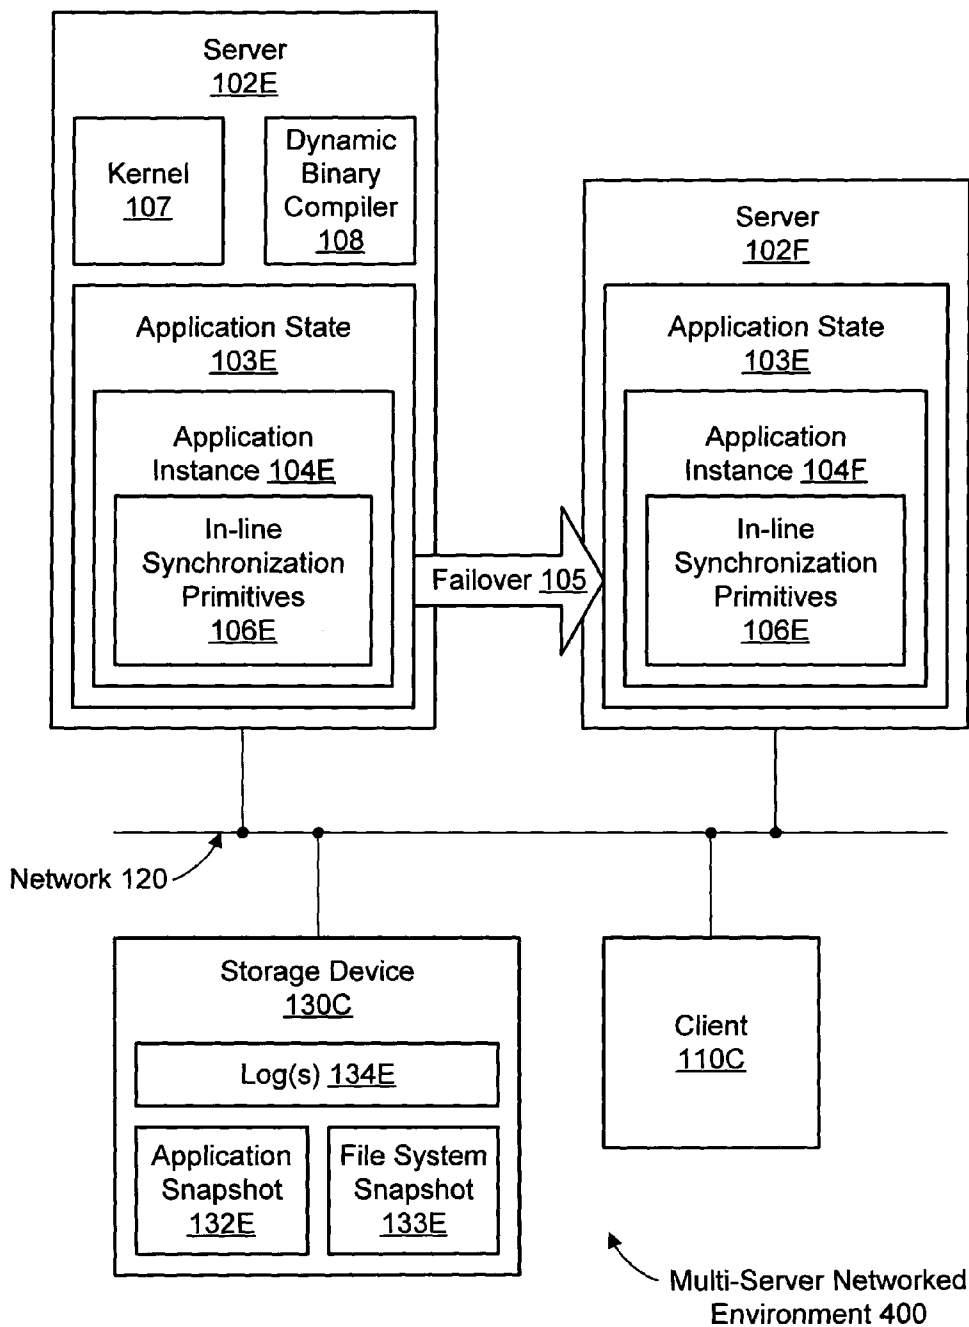 Server
102E
Kernel
107
Dynamic
Binary
Compiler
108
Application State
103E
Application
Instance 104E
In-line
Synchronization
Primitives
106E
Failover 105
Server
102F
Application State
103E
Application
Instance 104F
In-line
Synchronization
Primitives
106E
Network 120
Storage Device
130C
Log(s) 134E
Application
Snapshot
132E
File System
Snapshot
133E
Client
110C
Multi-Server Networked
Environment 400